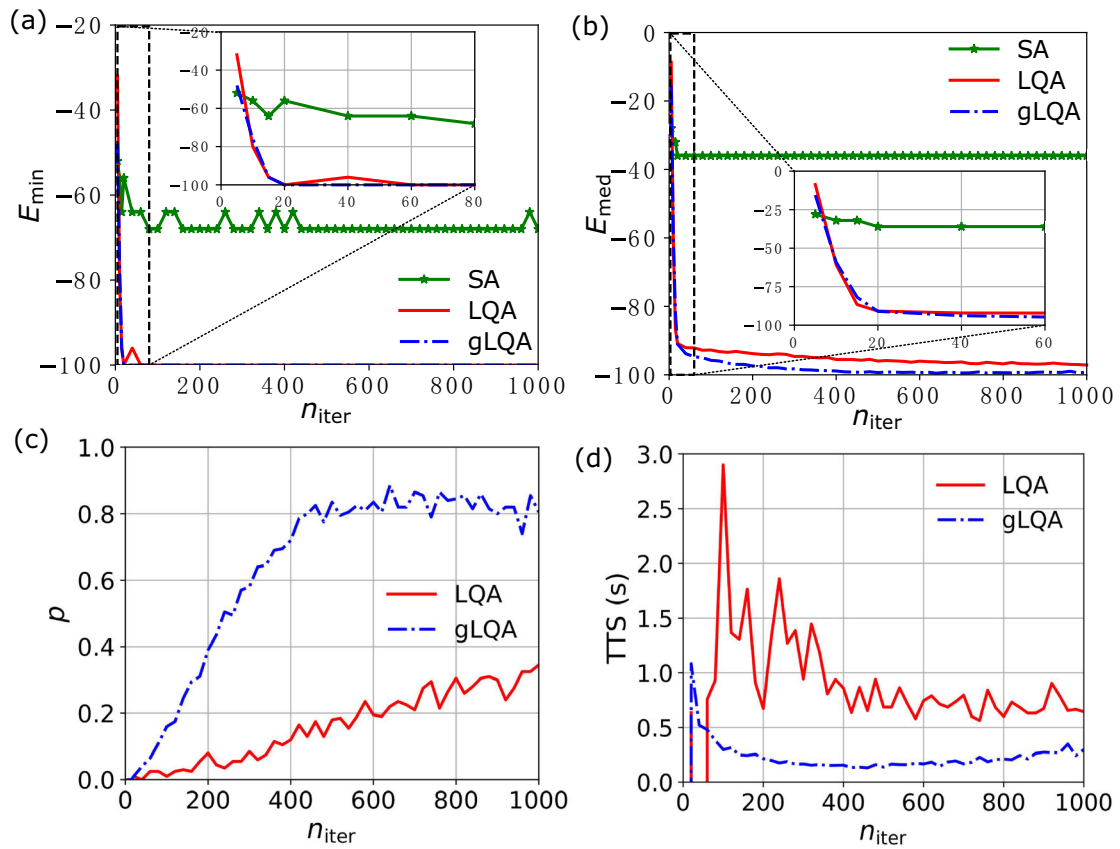 (a)
−20
−40
−60
−80
−100
E_min
0 200 400 600 800 1000
n_iter
0
−20
−40
−60
−80
−100
0 20 40 60 80
SA
LQA
gLQA
(b)
0
−20
−40
−60
−80
−100
E_med
0 200 400 600 800 1000
n_iter
SA
LQA
gLQA
0
−25
−50
−75
−100
0 20 40 60
(c)
1.0
0.8
0.6
0.4
0.2
0.0
p
0 200 400 600 800 1000
n_iter
LQA
gLQA
(d)
3.0
2.5
2.0
1.5
1.0
0.5
0.0
TTS (s)
0 200 400 600 800 1000
n_iter
LQA
gLQA